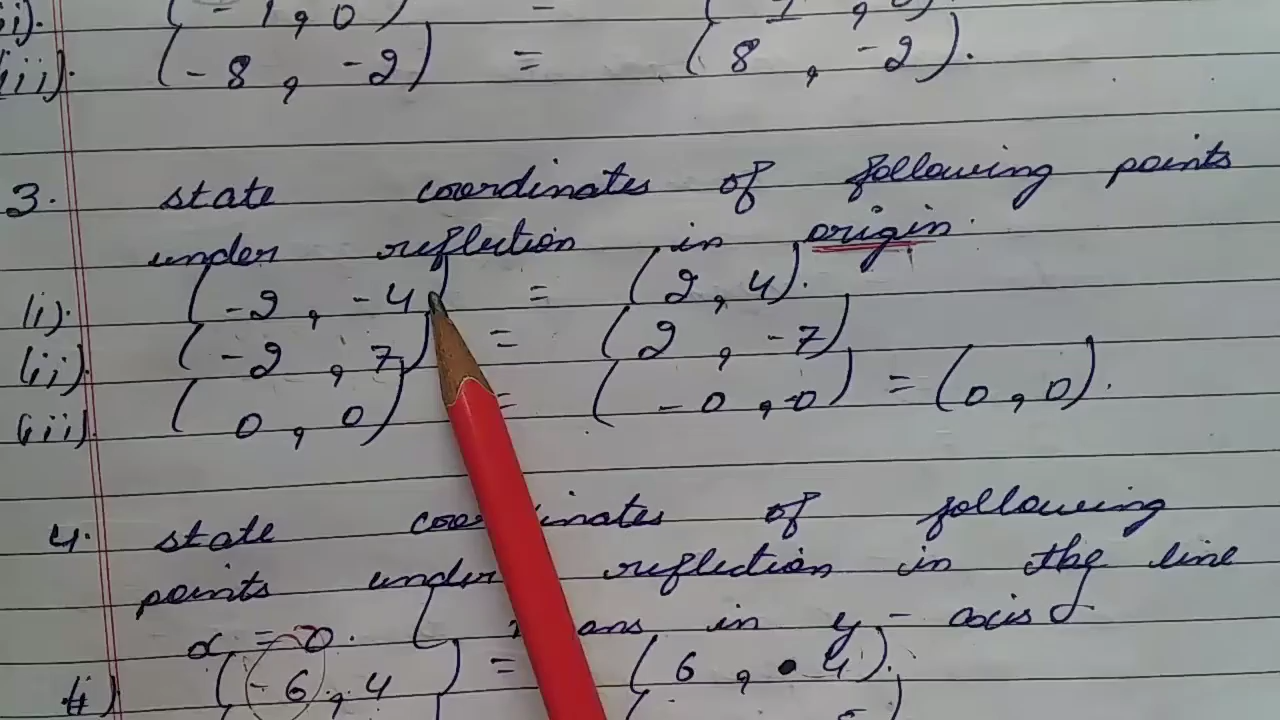 (iii). (-8, -2) = (8, -2).
3. state coordinates of following points
under reflection in origin.
(i). (-2, -4) = (2, 4).
(ii). (-2, 7) = (2, -7)
(iii). (0, 0) = (-0, -0) = (0, 0).
4. state coordinates of following
points under reflection in the line
x = 0. ( in y-axis)
(-6, 4) = (6, 4).